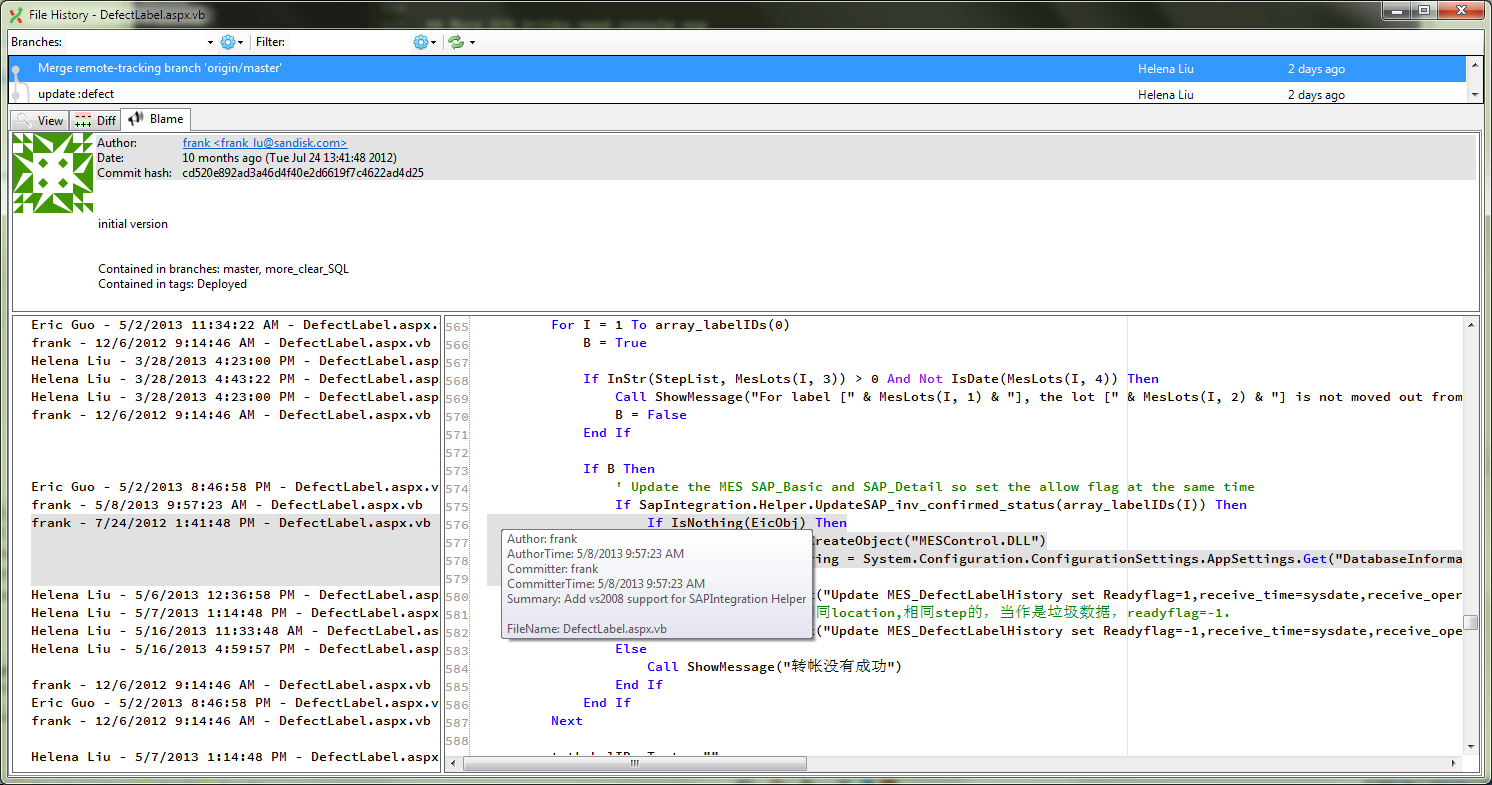 File History - DefectLabel.aspx.vb
Branches: Filter:
Merge remote-tracking branch 'origin/master' Helena Liu 2 days ago
update :defect Helena Liu 2 days ago
View Diff Blame
Author: frank <frank_lu@sandisk.com>
Date: 10 months ago (Tue Jul 24 13:41:48 2012)
Commit hash: cd520e892ad3a46d4f40e2d6619f7c4622ad4d25
initial version
Contained in branches: master, more_clear_SQL
Contained in tags: Deployed
Eric Guo - 5/2/2013 11:34:22 AM - DefectLabel.aspx.
frank - 12/6/2012 9:14:46 AM - DefectLabel.aspx.vb
Helena Liu - 3/28/2013 4:23:00 PM - DefectLabel.asp
Helena Liu - 3/28/2013 4:43:22 PM - DefectLabel.asp
Helena Liu - 3/28/2013 4:23:00 PM - DefectLabel.asp
frank - 12/6/2012 9:14:46 AM - DefectLabel.aspx.vb
Eric Guo - 5/2/2013 8:46:58 PM - DefectLabel.aspx.v
frank - 5/8/2013 9:57:23 AM - DefectLabel.aspx.vb
frank - 7/24/2012 1:41:48 PM - DefectLabel.aspx.vb
Helena Liu - 5/6/2013 12:36:58 PM - DefectLabel.asp
Helena Liu - 5/7/2013 1:14:48 PM - DefectLabel.aspx
Helena Liu - 5/16/2013 11:33:48 AM - DefectLabel.as
Helena Liu - 5/16/2013 4:59:57 PM - DefectLabel.asp
frank - 12/6/2012 9:14:46 AM - DefectLabel.aspx.vb
Eric Guo - 5/2/2013 8:46:58 PM - DefectLabel.aspx.v
frank - 12/6/2012 9:14:46 AM - DefectLabel.aspx.vb
Helena Liu - 5/7/2013 1:14:48 PM - DefectLabel.aspx
565 For I = 1 To array_labelIDs(0)
566 B = True
567
568 If InStr(StepList, MesLots(I, 3)) > 0 And Not IsDate(MesLots(I, 4)) Then
569 Call ShowMessage("For label [" & MesLots(I, 1) & "], the lot [" & MesLots(I, 2) & "] is not moved out from
570 B = False
571 End If
572
573 If B Then
574 ' Update the MES SAP_Basic and SAP_Detail so set the allow flag at the same time
575 If SapIntegration.Helper.UpdateSAP_inv_confirmed_status(array_labelIDs(I)) Then
576 If IsNothing(EicObj) Then
577 CreateObject("MESControl.DLL")
578 ing = System.Configuration.ConfigurationSettings.AppSettings.Get("DatabaseInforma
579
580 ("Update MES_DefectLabelHistory set Readyflag=1,receive_time=sysdate,receive_oper
581 同location,相同step的，当作是垃圾数据，readyflag=-1.
582 ("Update MES_DefectLabelHistory set Readyflag=-1,receive_time=sysdate,receive_ope
583 Else
584 Call ShowMessage("转帐没有成功")
585 End If
586 End If
587 Next
588
Author: frank
AuthorTime: 5/8/2013 9:57:23 AM
Committer: frank
CommitterTime: 5/8/2013 9:57:23 AM
Summary: Add vs2008 support for SAPIntegration Helper
FileName: DefectLabel.aspx.vb